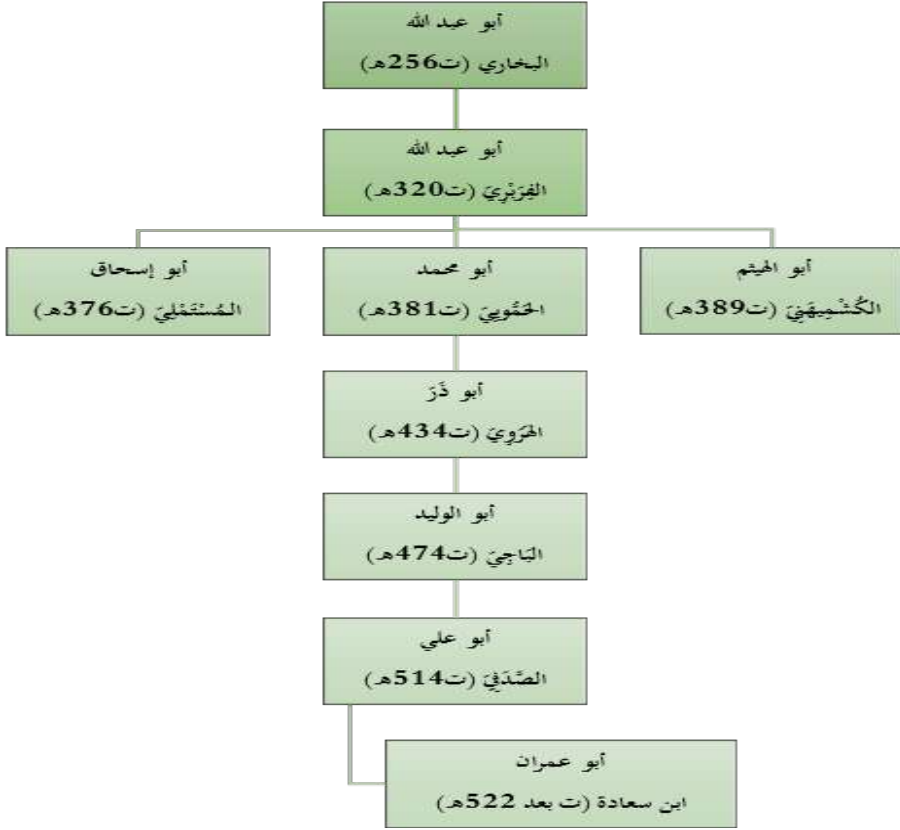 أبو عبد الله
البخاري (ت256هـ)
أبو عبد الله
الفِرَبْرِيّ (ت320هـ)
أبو الهيثم
الكُشْمِيهَنِيّ (ت389هـ)
أبو محمد
الحَمُّوييّ (ت381هـ)
أبو إسحاق
المُسْتَمْلِيّ (ت376هـ)
أبو ذَرّ
الهَرَوِيّ (ت434هـ)
أبو الوليد
البَاجِيّ (ت474هـ)
أبو علي
الصَّدَفِيّ (ت514هـ)
أبو عمران
ابن سعادة (ت بعد 522هـ)